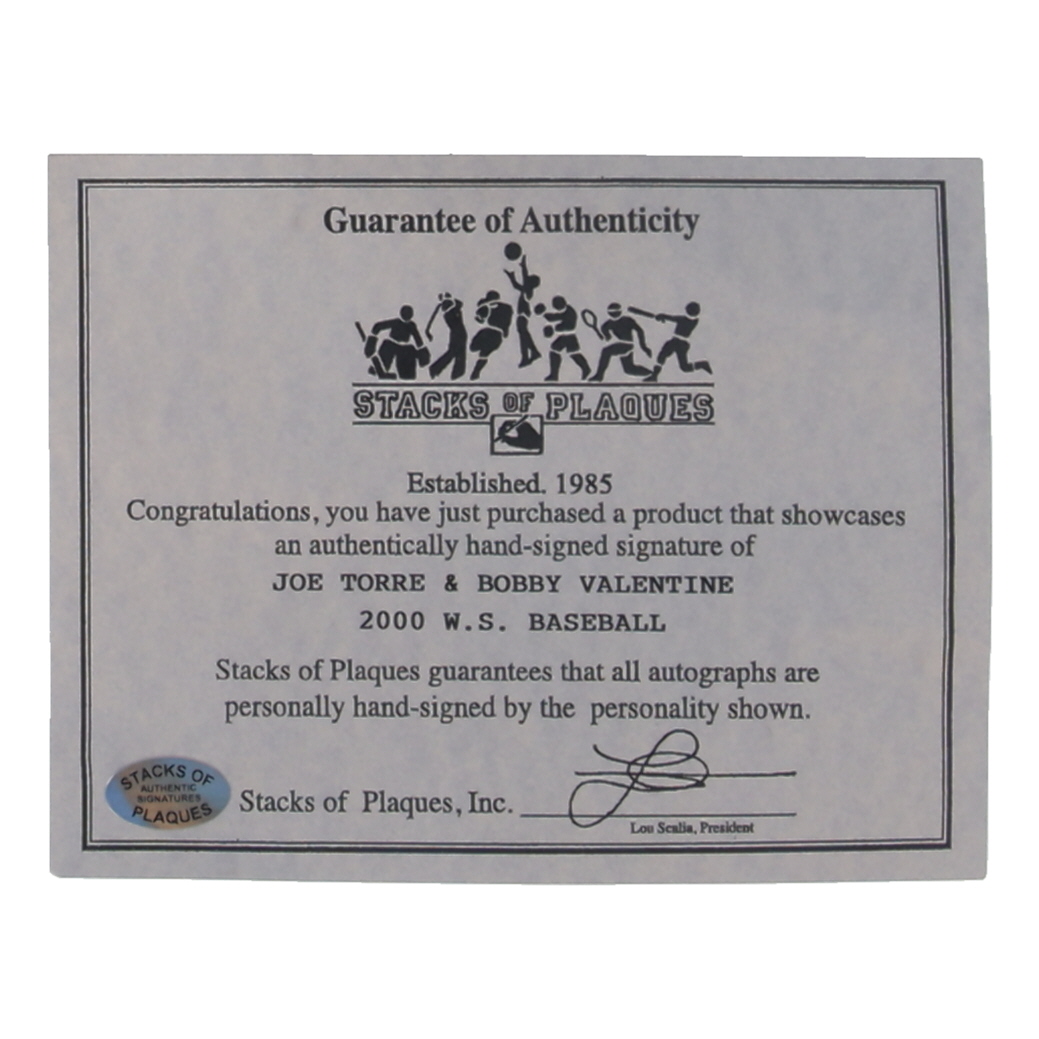 Guarantee of Authenticity
STACKS OF PLAQUES
Established. 1985
Congratulations, you have just purchased a product that showcases
an authentically hand-signed signature of
JOE TORRE & BOBBY VALENTINE
2000 W.S. BASEBALL
Stacks of Plaques guarantees that all autographs are
personally hand-signed by the personality shown.
STACKS OF
AUTHENTIC
SIGNATURES
PLAQUES
Stacks of Plaques, Inc.
Lou Scalia, President